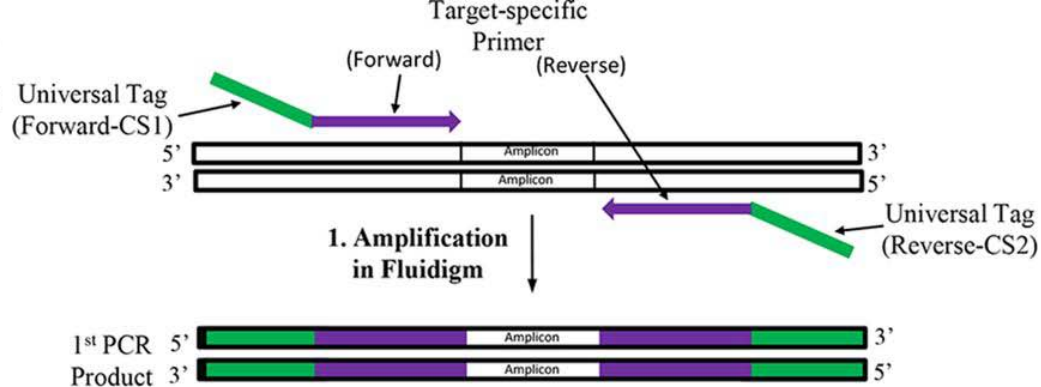 Target-specific
Primer
(Forward)
(Reverse)
Universal Tag
(Forward-CS1)
5’ Amplicon 3’
3’ Amplicon 5’
Universal Tag
(Reverse-CS2)
1. Amplification
in Fluidigm
1st PCR
Product
5’ Amplicon 3’
3’ Amplicon 5’